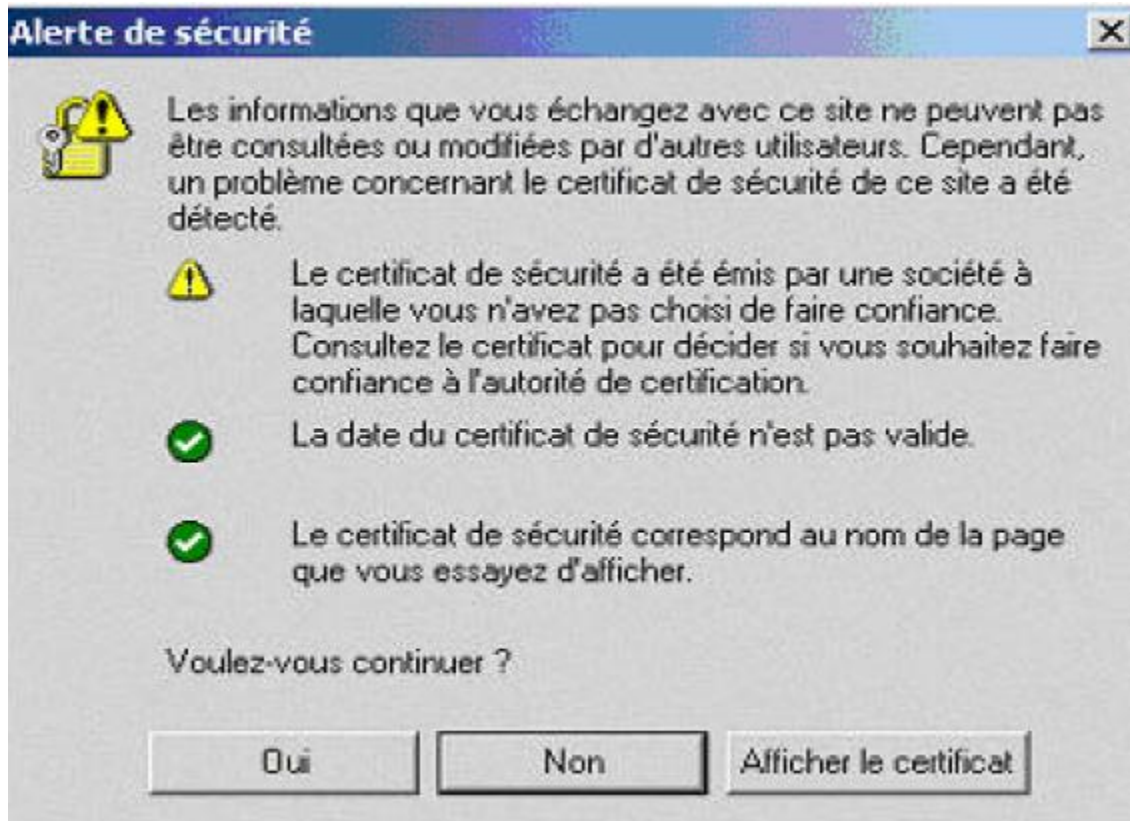 Alerte de sécurité
Les informations que vous échangez avec ce site ne peuvent pas
être consultées ou modifiées par d'autres utilisateurs. Cependant,
un problème concernant le certificat de sécurité de ce site a été
détecté.
Le certificat de sécurité a été émis par une société à
laquelle vous n'avez pas choisi de faire confiance.
Consultez le certificat pour décider si vous souhaitez faire
confiance à l'autorité de certification.
La date du certificat de sécurité n'est pas valide.
Le certificat de sécurité correspond au nom de la page
que vous essayez d'afficher.
Voulez-vous continuer ?
Oui
Non
Afficher le certificat